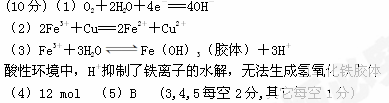 (10分)(1) O₂+2H₂O+4e⁻══4OH⁻
(2) 2Fe³⁺+Cu══2Fe²⁺+Cu²⁺
(3) Fe³⁺+3H₂O⇌Fe(OH)₃(胶体)+3H⁺
酸性环境中，H⁺抑制了铁离子的水解，无法生成氢氧化铁胶体
(4) 12 mol (5) B (3,4,5每空2分,其它每空1分)